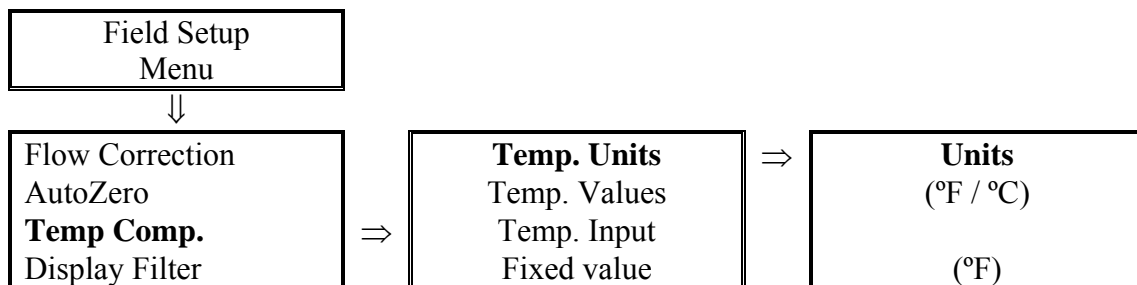 Field Setup
Menu
⇓
Flow Correction
AutoZero
Temp Comp.
Display Filter
⇒
Temp. Units
Temp. Values
Temp. Input
Fixed value
⇒
Units
(ºF / ºC)
(ºF)